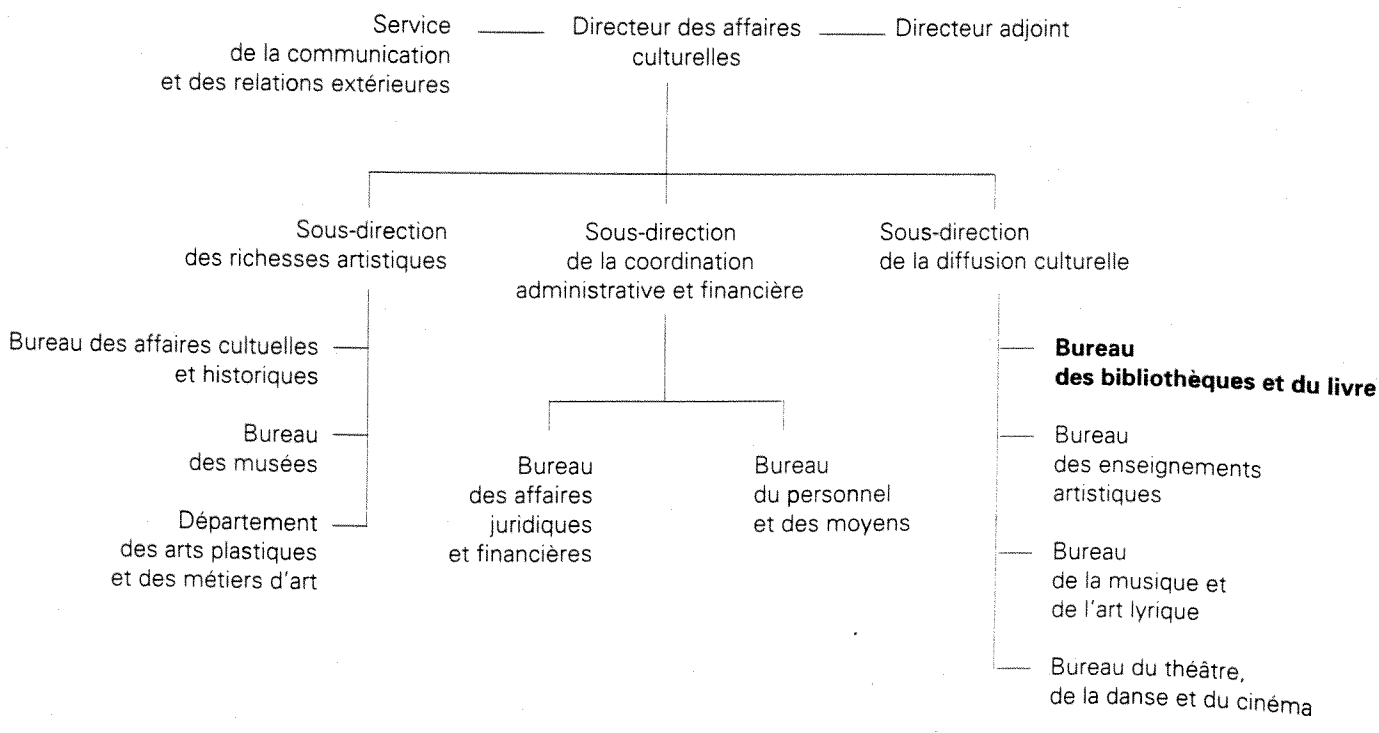 Service
de la communication
et des relations extérieures
Directeur des affaires
culturelles
Directeur adjoint
Sous-direction
des richesses artistiques
Sous-direction
de la coordination
administrative et financière
Sous-direction
de la diffusion culturelle
Bureau des affaires cultuelles
et historiques
Bureau
des musées
Département
des arts plastiques
et des métiers d'art
Bureau
des affaires
juridiques
et financières
Bureau
du personnel
et des moyens
Bureau
des bibliothèques et du livre
Bureau
des enseignements
artistiques
Bureau
de la musique et
de l'art lyrique
Bureau du théâtre,
de la danse et du cinéma